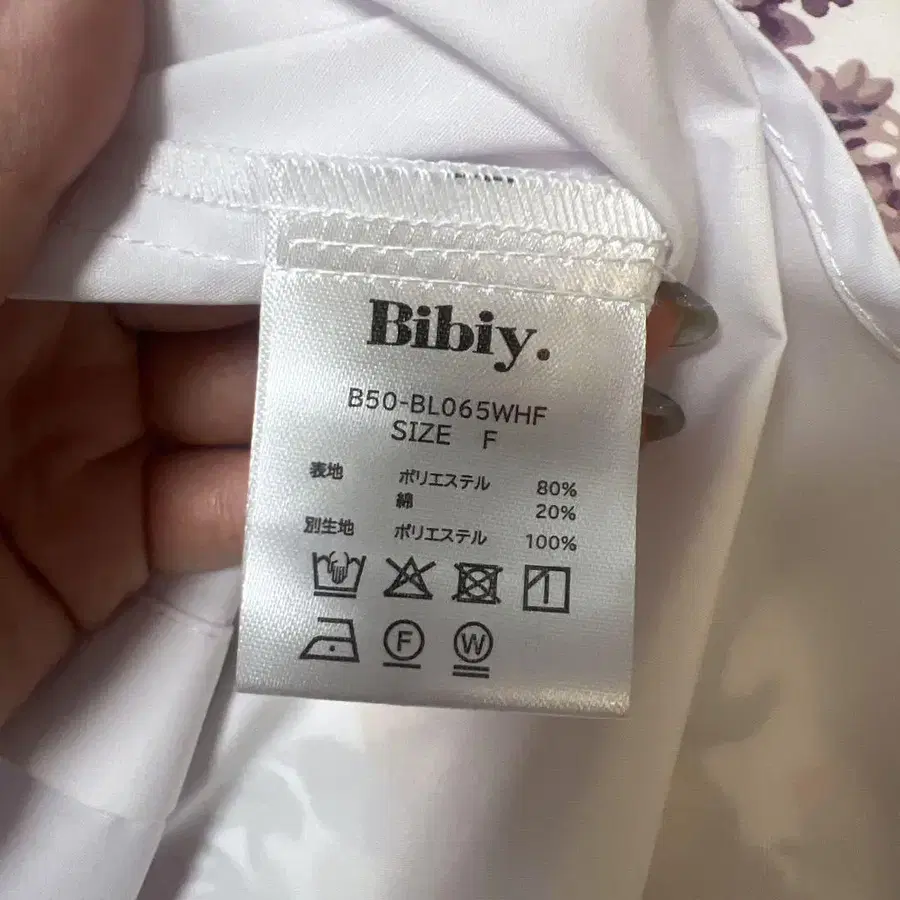 Bibiy.
B50-BL065WHF
SIZE F
表地 ポリエステル 80%
綿 20%
別生地 ポリエステル 100%
F W